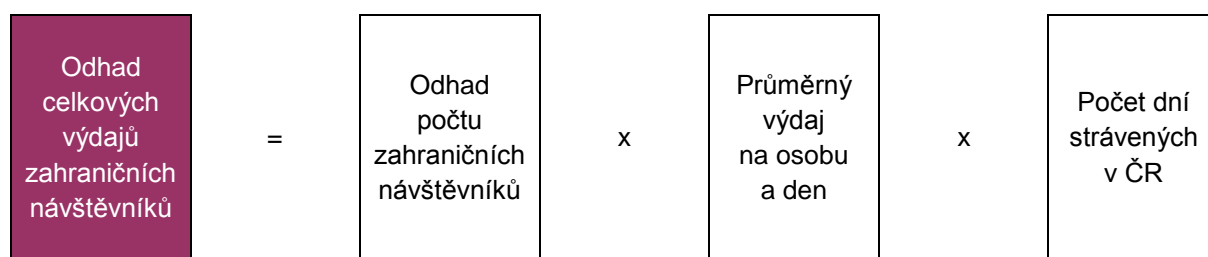 Odhad
celkových
výdajů
zahraničních
návštěvníků
=
Odhad
počtu
zahraničních
návštěvníků
x
Průměrný
výdaj
na osobu
a den
x
Počet dní
strávených
v ČR